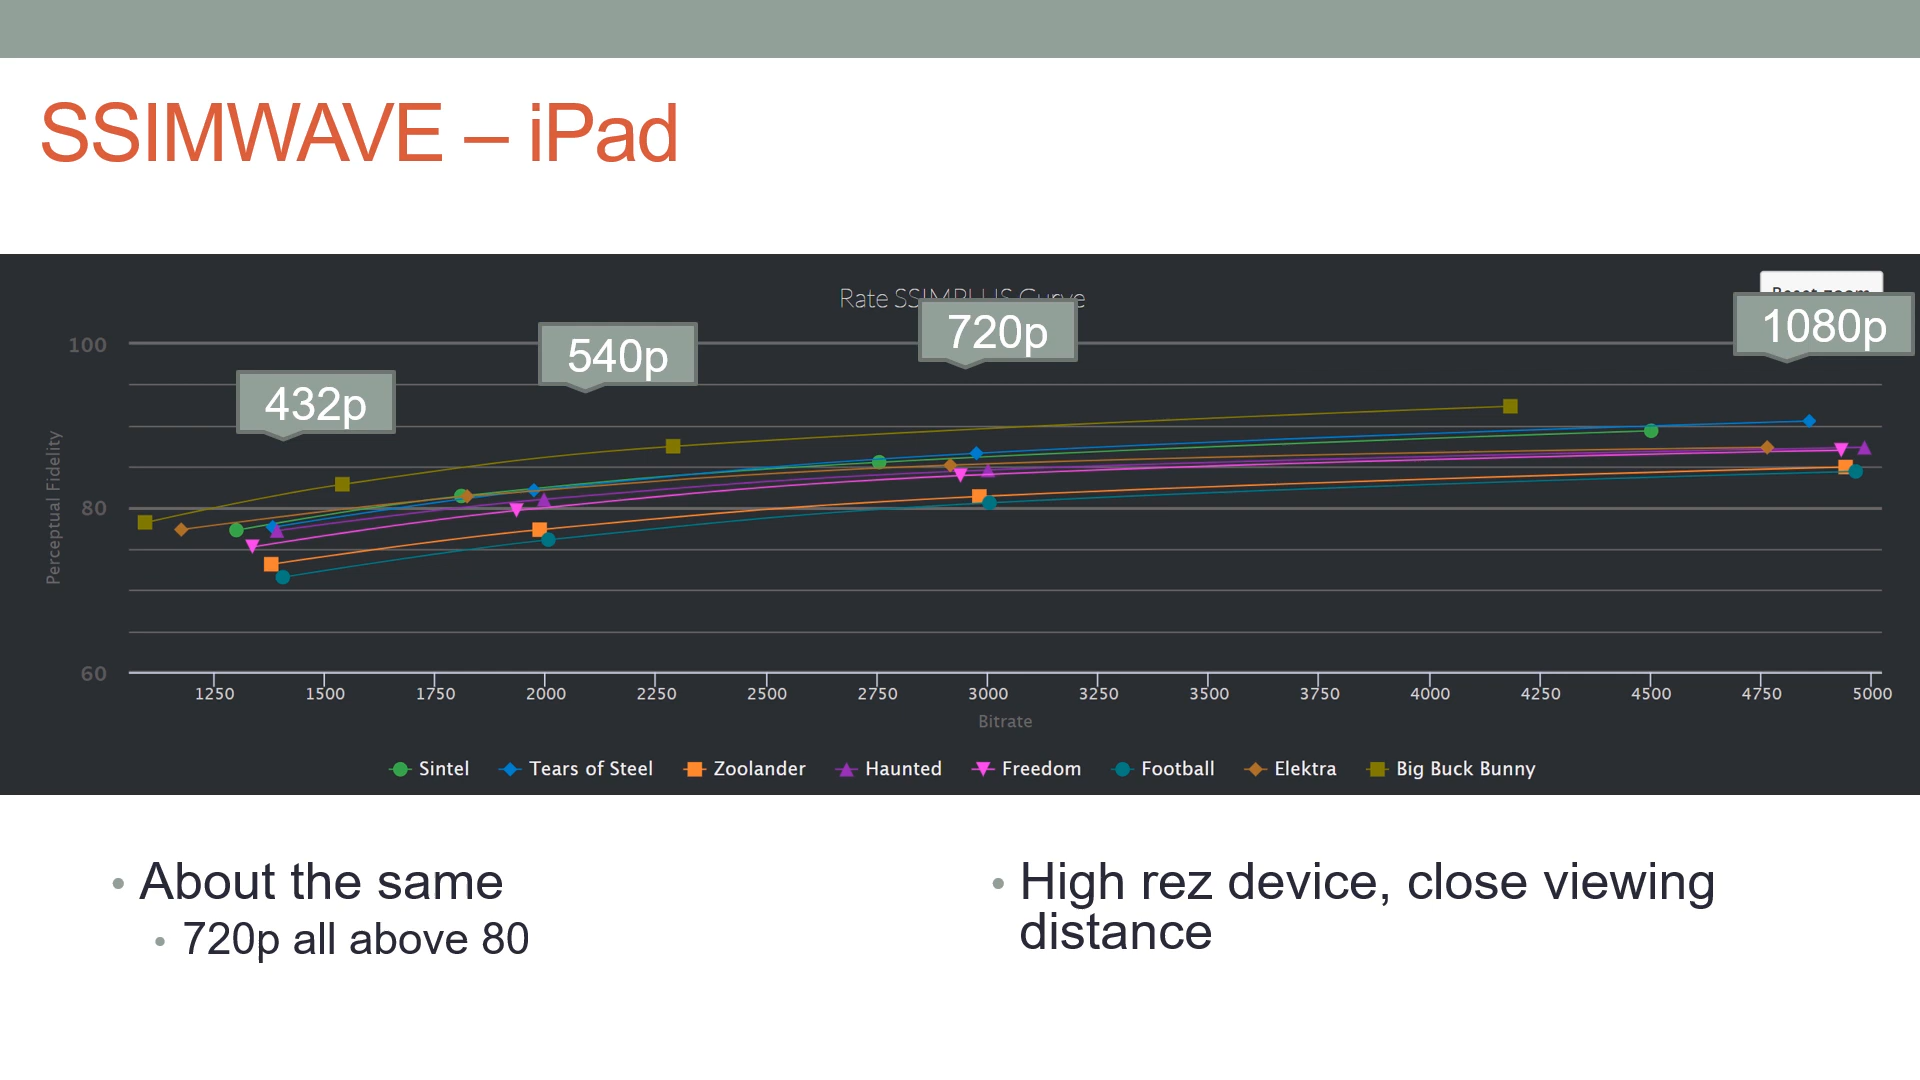 SSIMWAVE – iPad
Rate SSIMPLUS Curve
432p
540p
720p
1080p
100
80
60
Perceptual Fidelity
1250 1500 1750 2000 2250 2500 2750 3000 3250 3500 3750 4000 4250 4500 4750 5000
Bitrate
Sintel Tears of Steel Zoolander Haunted Freedom Football Elektra Big Buck Bunny
• About the same
• 720p all above 80
• High rez device, close viewing
distance